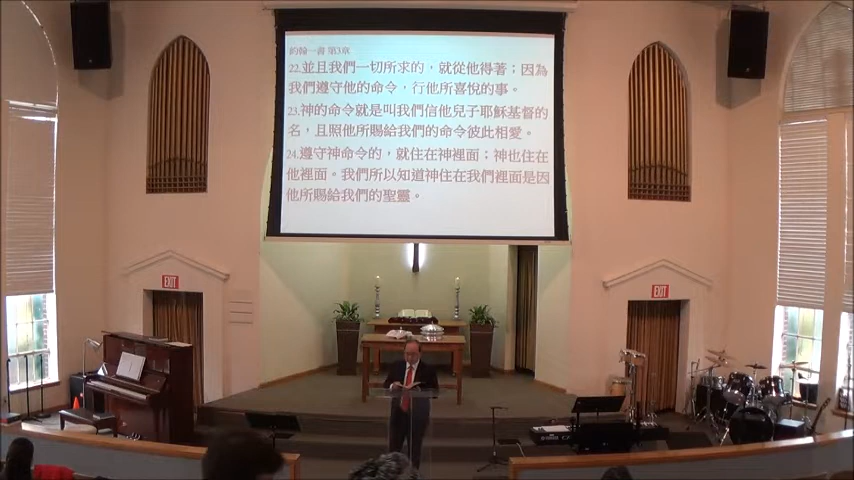 約翰一書 第3章
22.並且我們一切所求的，就從他得著；因為
我們遵守他的命令，行他所喜悅的事。
23.神的命令就是叫我們信他兒子耶穌基督的
名，且照他所賜給我們的命令彼此相愛。
24.遵守神命令的，就住在神裡面；神也住在
他裡面。我們所以知道神住在我們裡面是因
他所賜給我們的聖靈。
EXIT
EXIT